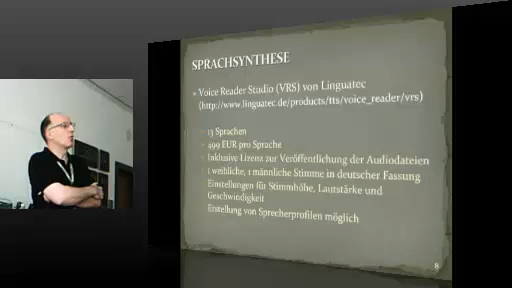 SPRACHSYNTHESE
Voice Reader Studio (VRS) von Linguatec
(http://www.linguatec.de/products/tts/voice_reader/vrs)
13 Sprachen
499 EUR pro Sprache
Inklusive Lizenz zur Veröffentlichung der Audiodateien
1 weibliche, 1 männliche Stimme in deutscher Fassung
Einstellungen für Stimmhöhe, Lautstärke und
Geschwindigkeit
Erstellung von Sprecherprofilen möglich
8